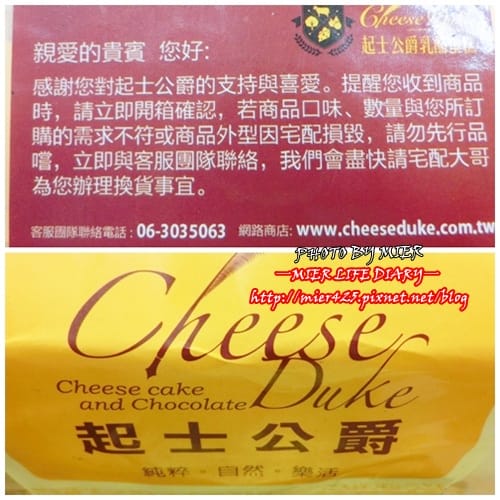 Cheese Duke
起士公爵乳酪蛋糕
親愛的貴賓 您好:
感謝您對起士公爵的支持與喜愛。提醒您收到商品
時，請立即開箱確認，若商品口味、數量與您所訂
購的需求不符或商品外型因宅配損毀，請勿先行品
嚐，立即與客服團隊聯絡，我們會盡快請宅配大哥
為您辦理換貨事宜。
客服團隊聯絡電話：06-3035063 網路商店: www.cheeseduke.com.tw
PHOTO BY MIER
—MIER LIFE DIARY—
http://mier429.pixnet.net/blog
Cheese
Duke
Cheese cake
and Chocolate
起士公爵
純粹・自然・樂活